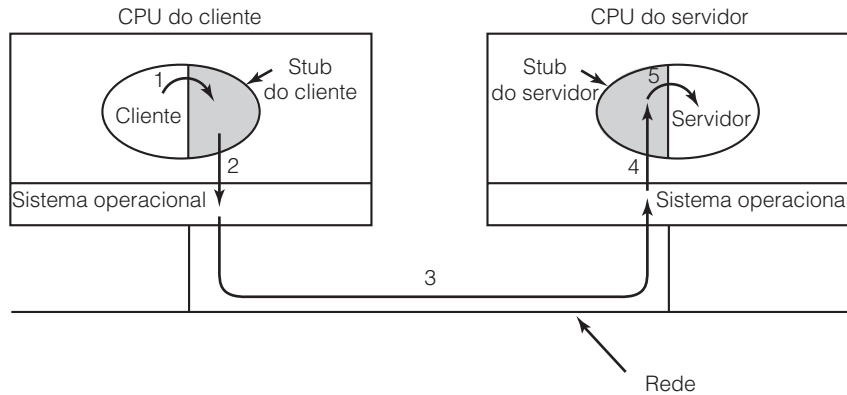 CPU do cliente
CPU do servidor
1
Cliente
Stub
do cliente
2
Sistema operacional
Stub
do servidor
5
Servidor
4
Sistema operacional
3
Rede